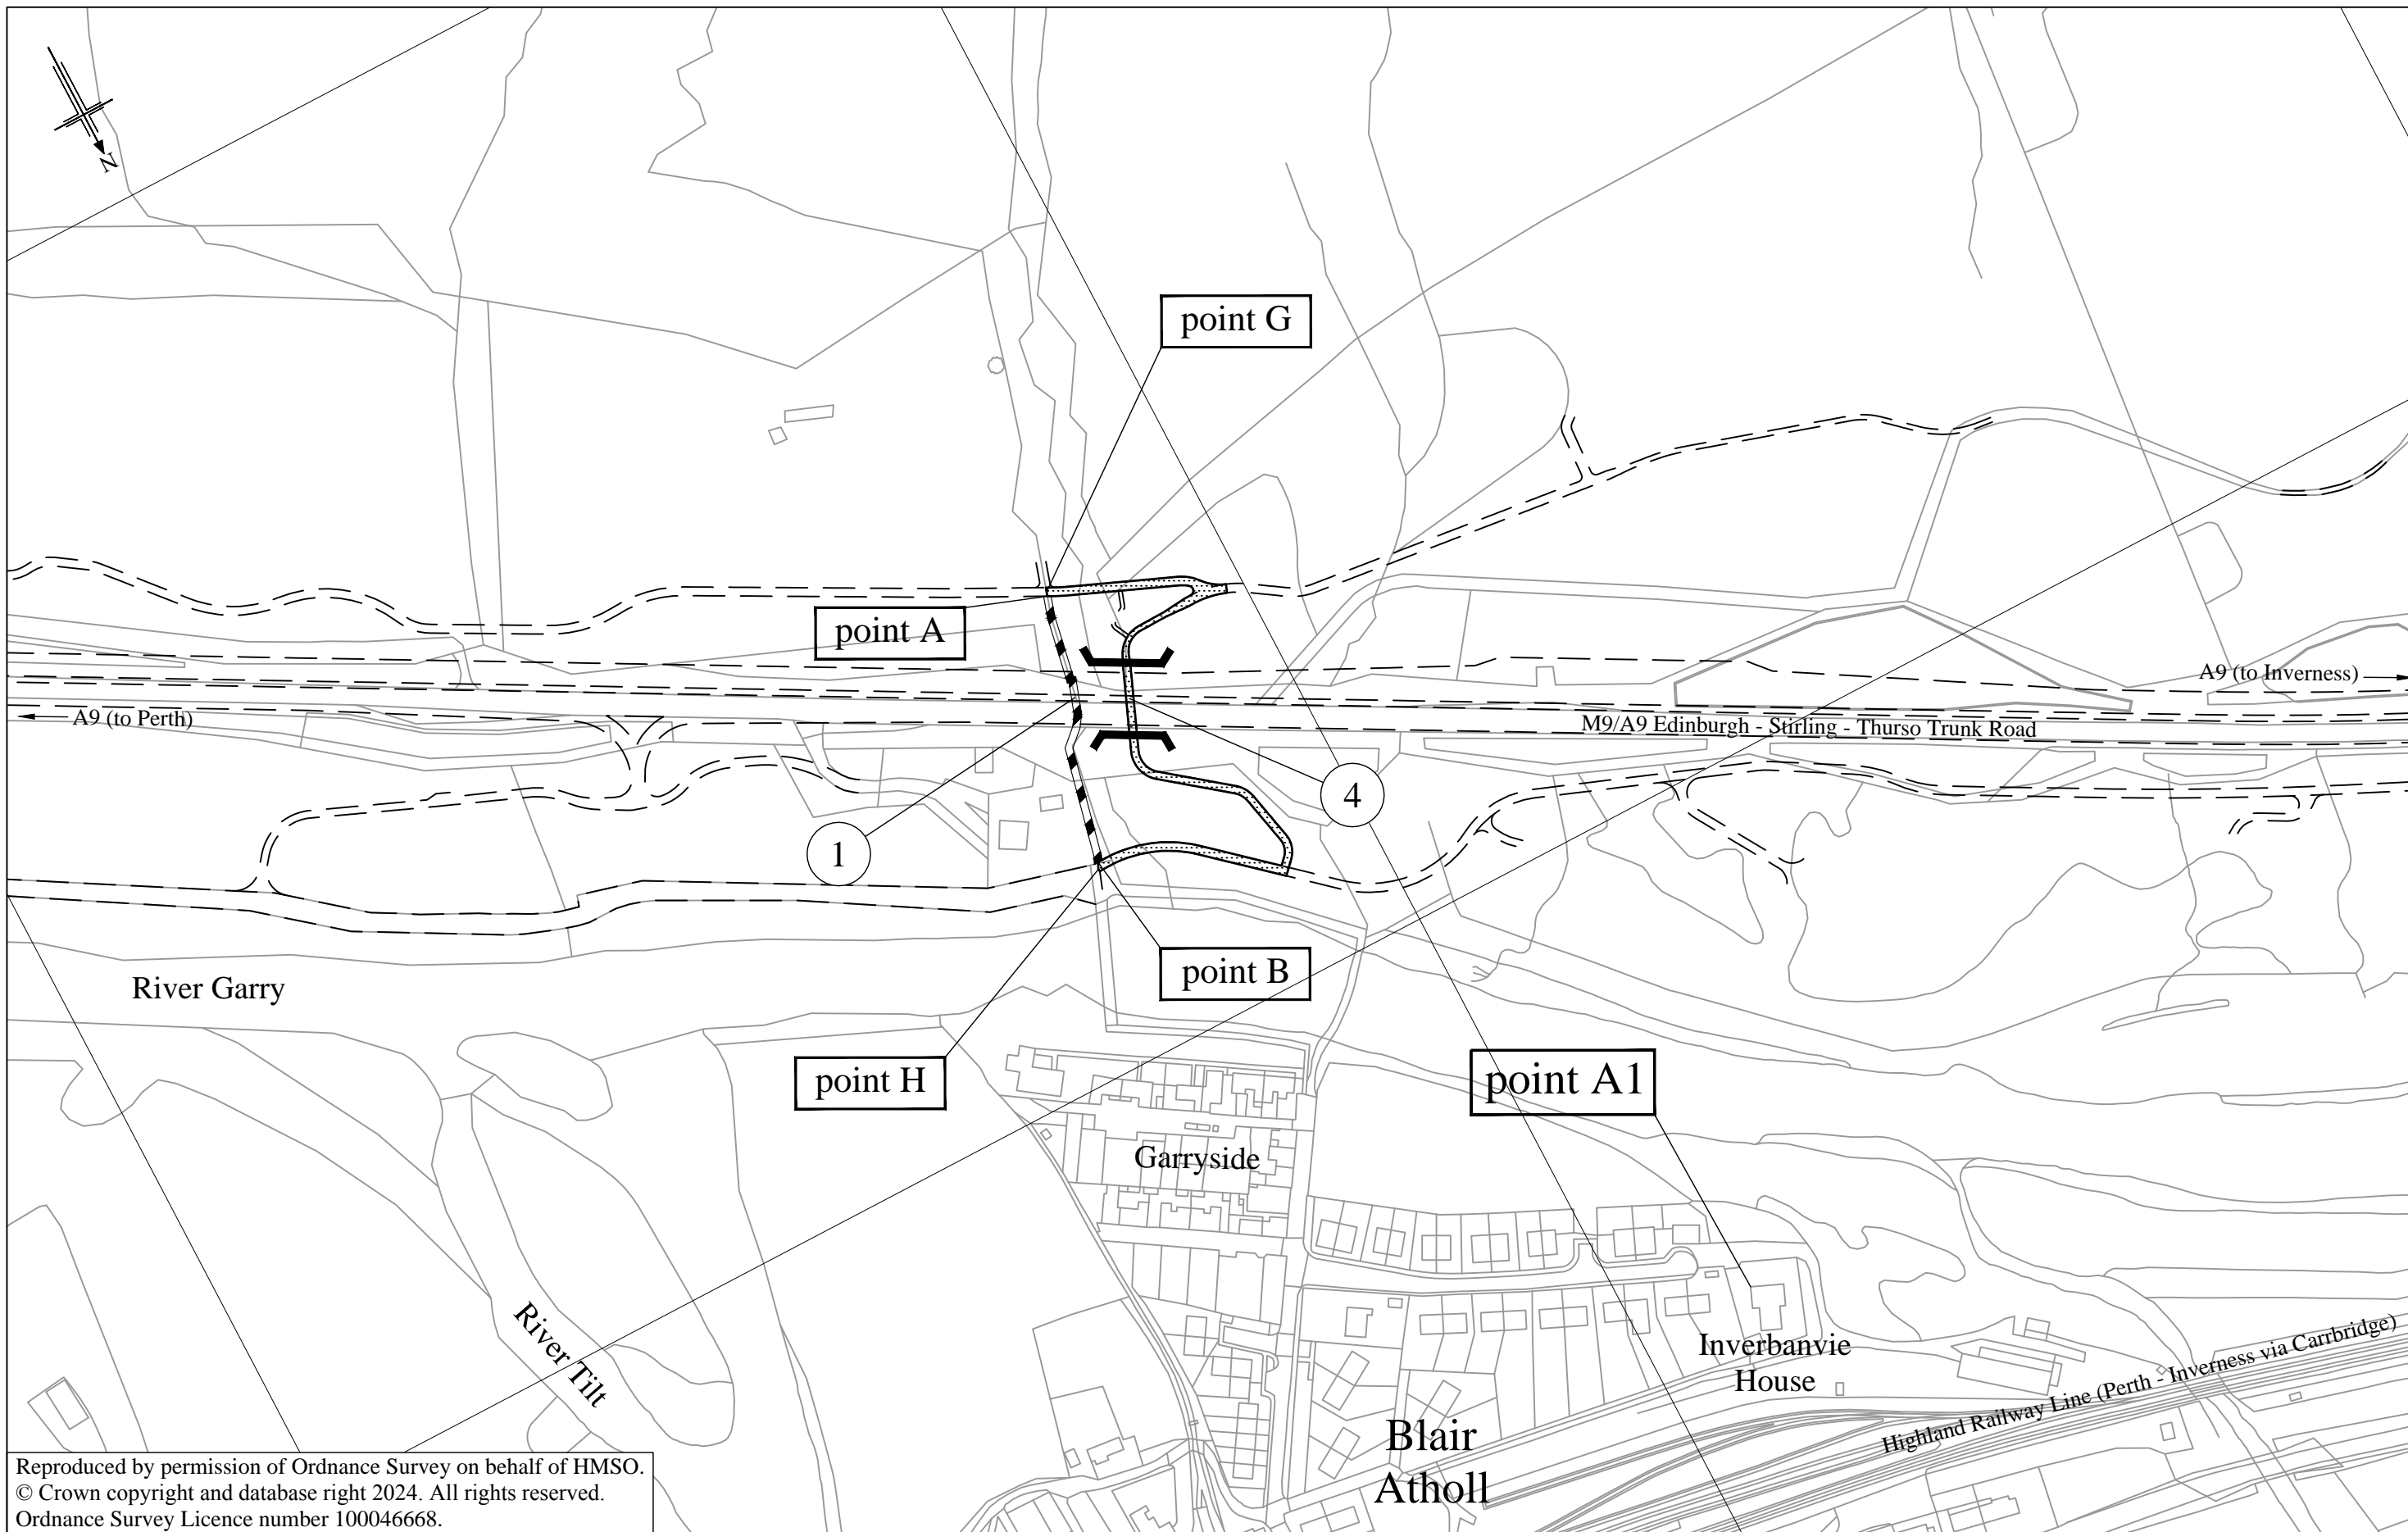 N
point G
point A
A9 (to Inverness)
A9 (to Perth)
M9/A9 Edinburgh - Stirling - Thurso Trunk Road
4
1
point B
River Garry
point H
point A1
Garryside
River Tilt
Inverbanvie
House
Highland Railway Line (Perth - Inverness via Carrbridge)
Blair
Atholl
Reproduced by permission of Ordnance Survey on behalf of HMSO.
© Crown copyright and database right 2024. All rights reserved.
Ordnance Survey Licence number 100046668.